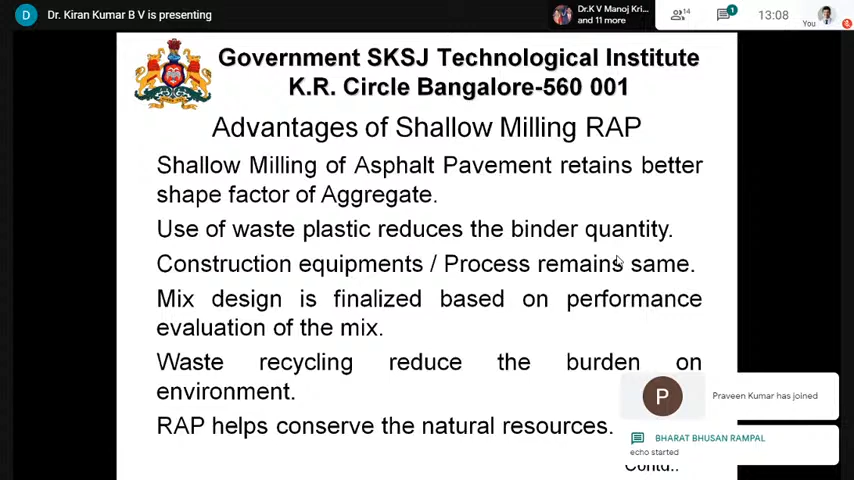 D Dr. Kiran Kumar B V is presenting
Dr.K V Manoj Kri...
and 11 more
14
1
13:08
You
Government SKSJ Technological Institute
K.R. Circle Bangalore-560 001
Advantages of Shallow Milling RAP
Shallow Milling of Asphalt Pavement retains better
shape factor of Aggregate.
Use of waste plastic reduces the binder quantity.
Construction equipments / Process remains same.
Mix design is finalized based on performance
evaluation of the mix.
Waste recycling reduce the burden on
environment.
RAP helps conserve the natural resources.
P Praveen Kumar has joined
BHARAT BHUSAN RAMPAL
echo started
Contd..